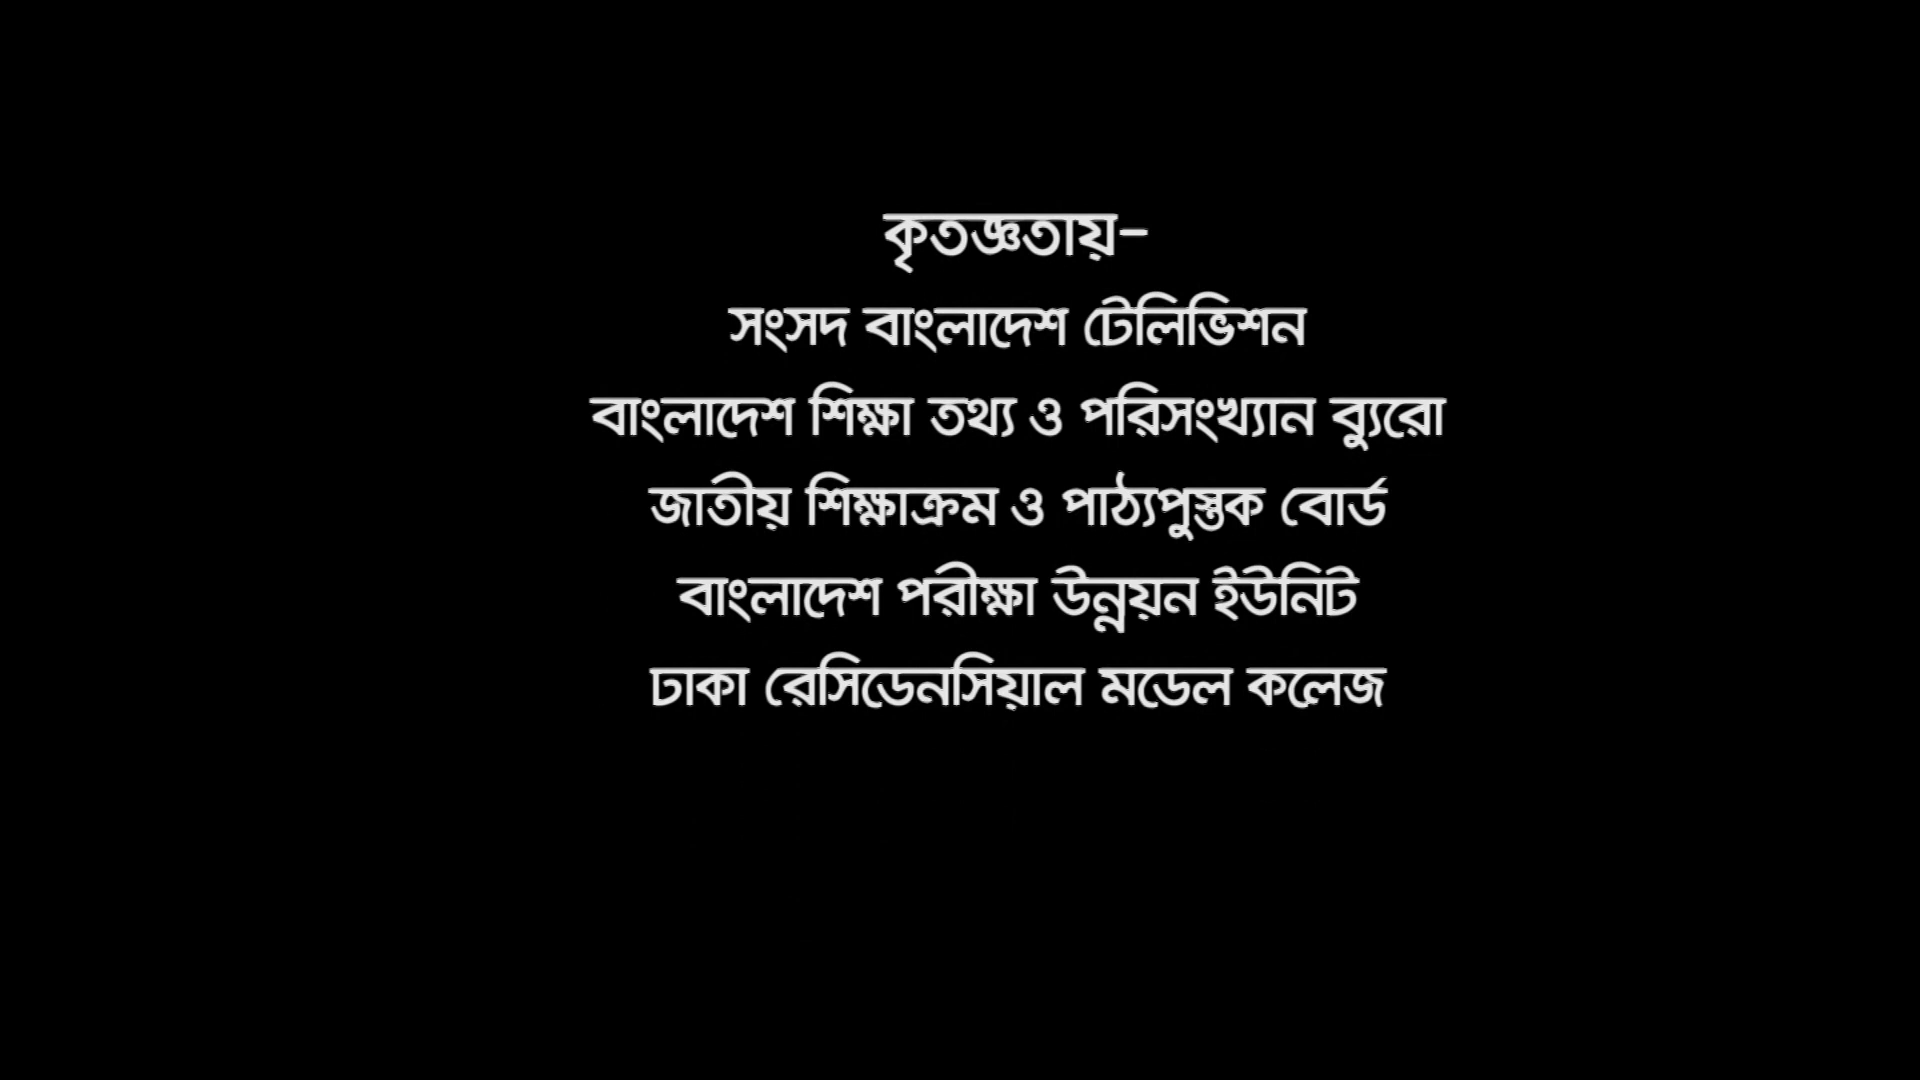 কৃতজ্ঞতায়-
সংসদ বাংলাদেশ টেলিভিশন
বাংলাদেশ শিক্ষা তথ্য ও পরিসংখ্যান ব্যুরো
জাতীয় শিক্ষাক্রম ও পাঠ্যপুস্তক বোর্ড
বাংলাদেশ পরীক্ষা উন্নয়ন ইউনিট
ঢাকা রেসিডেনসিয়াল মডেল কলেজ